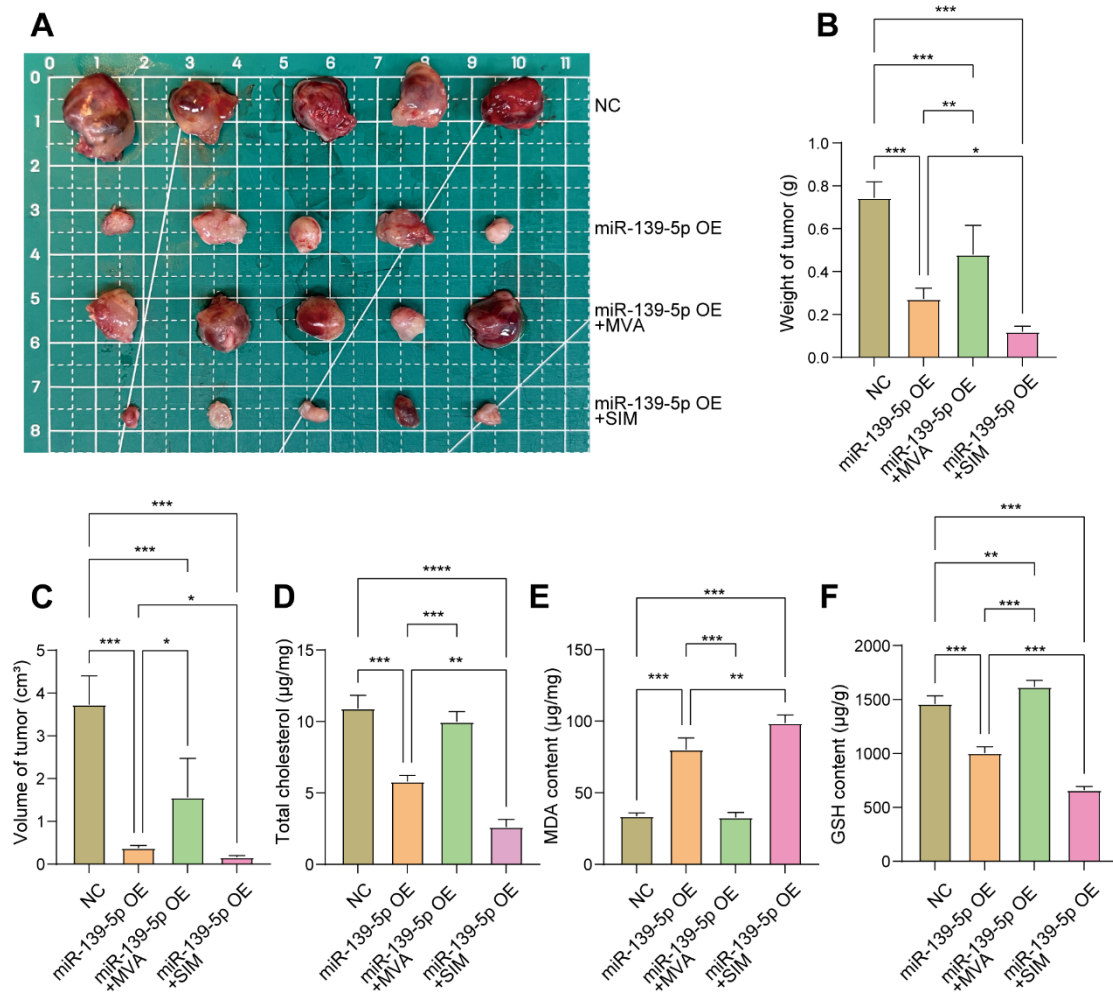 A
0 1 2 3 4 5 6 7 8 9 10 11
0
1
2
3
4
5
6
7
8
NC
miR-139-5p OE
miR-139-5p OE
+MVA
miR-139-5p OE
+SIM
B
***
***
**
***
*
Weight of tumor (g)
1.0
0.8
0.6
0.4
0.2
0.0
NC
miR-139-5p OE
miR-139-5p OE
+MVA
miR-139-5p OE
+SIM
C
***
***
*
***
*
Volume of tumor (cm³)
5
4
3
2
1
0
NC
miR-139-5p OE
miR-139-5p OE
+MVA
miR-139-5p OE
+SIM
D
****
***
***
**
Total cholesterol (µg/mg)
15
10
5
0
NC
miR-139-5p OE
miR-139-5p OE
+MVA
miR-139-5p OE
+SIM
E
***
***
***
**
MDA content (µg/mg)
150
100
50
0
NC
miR-139-5p OE
miR-139-5p OE
+MVA
miR-139-5p OE
+SIM
F
***
**
***
***
***
GSH content (µg/g)
2000
1500
1000
500
0
NC
miR-139-5p OE
miR-139-5p OE
+MVA
miR-139-5p OE
+SIM